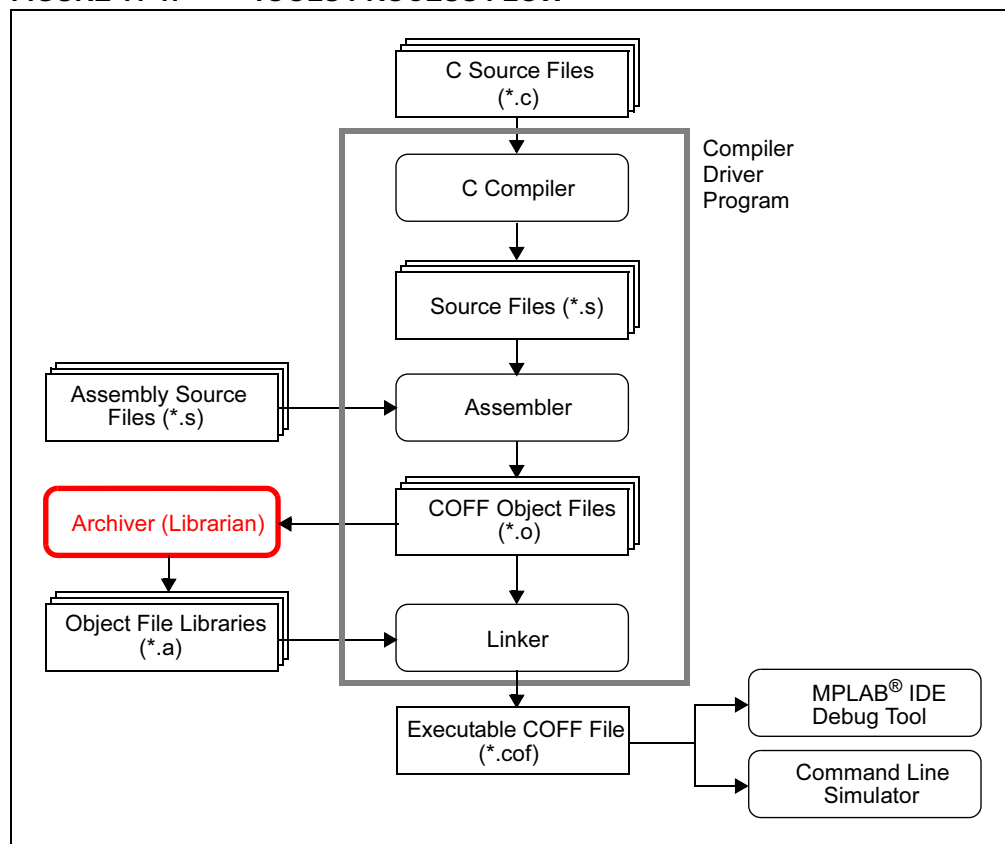 C Source Files
(*.c)
Compiler
Driver
Program
C Compiler
Source Files (*.s)
Assembly Source
Files (*.s)
Assembler
Archiver (Librarian)
COFF Object Files
(*.o)
Object File Libraries
(*.a)
Linker
MPLAB® IDE
Debug Tool
Executable COFF File
(*.cof)
Command Line
Simulator